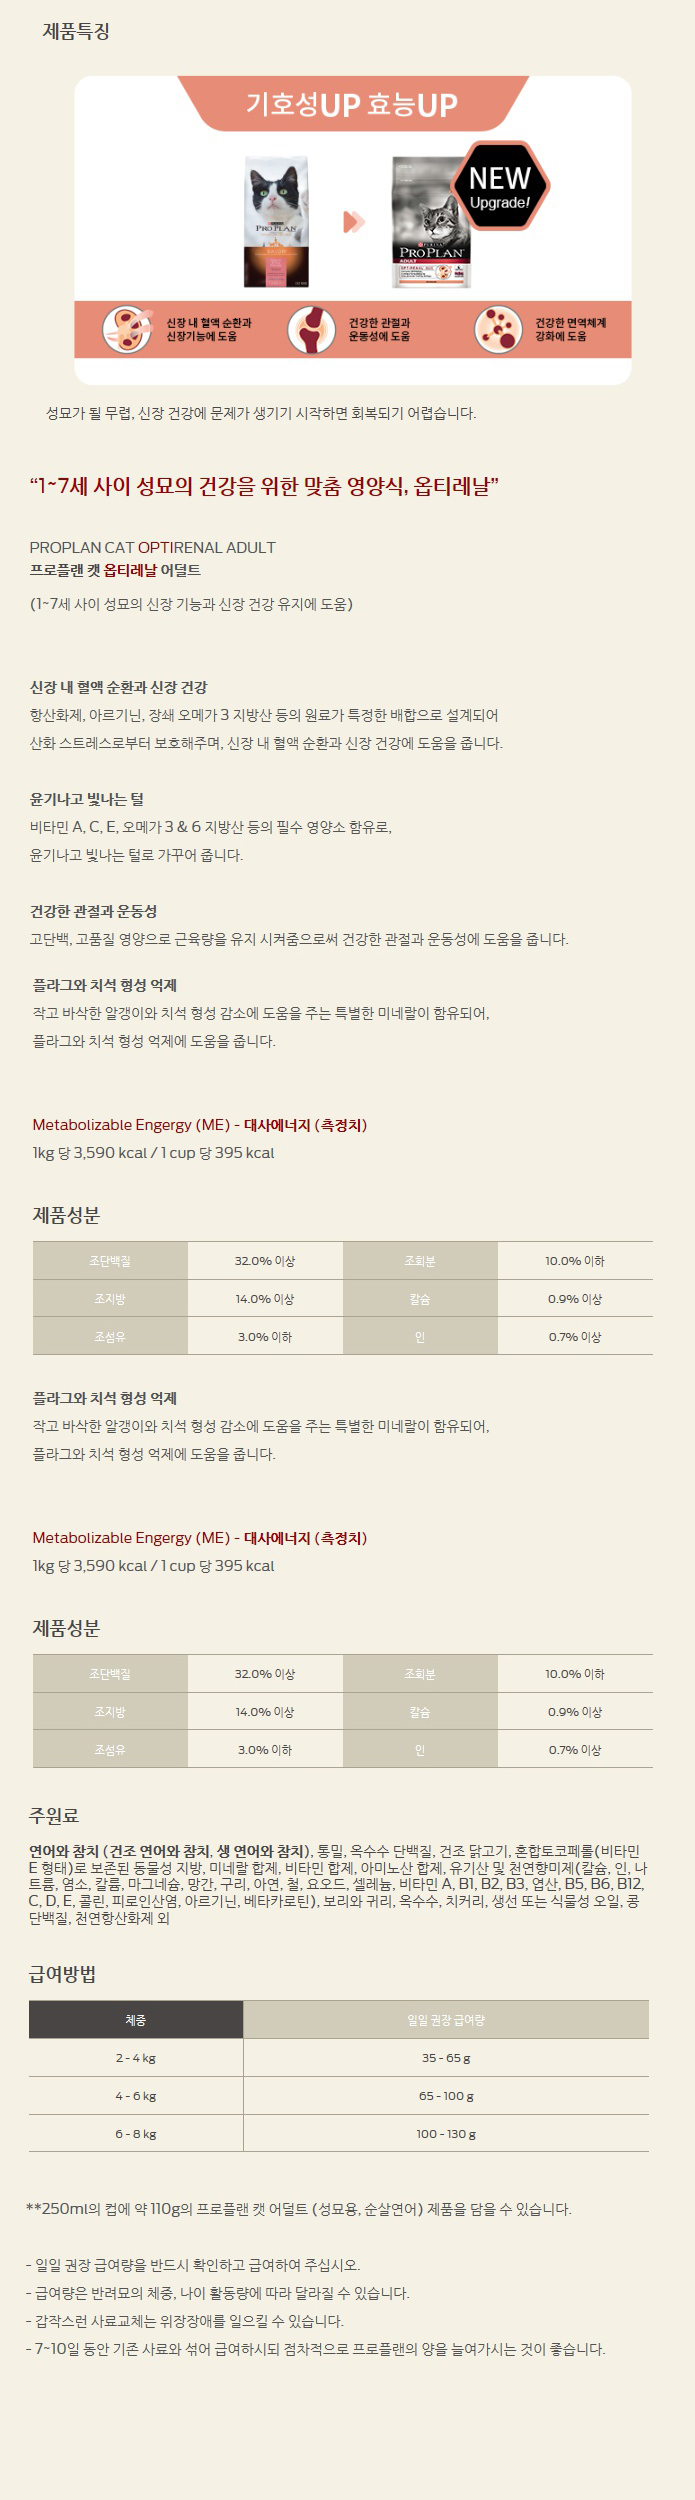 제품특징
기호성UP 효능UP
NEW
Upgrade!
PURINA
PRO PLAN
PURINA
PRO PLAN
ADULT
신장 내 혈액 순환과
신장기능에 도움
건강한 관절과
운동성에 도움
건강한 면역체계
강화에 도움
성묘가 될 무렵, 신장 건강에 문제가 생기기 시작하면 회복되기 어렵습니다.
“1~7세 사이 성묘의 건강을 위한 맞춤 영양식, 옵티레날”
PROPLAN CAT OPTIRENAL ADULT
프로플랜 캣 옵티레날 어덜트
(1~7세 사이 성묘의 신장 기능과 신장 건강 유지에 도움)
신장 내 혈액 순환과 신장 건강
항산화제, 아르기닌, 장쇄 오메가 3 지방산 등의 원료가 특정한 배합으로 설계되어
산화 스트레스로부터 보호해주며, 신장 내 혈액 순환과 신장 건강에 도움을 줍니다.
윤기나고 빛나는 털
비타민 A, C, E, 오메가 3 & 6 지방산 등의 필수 영양소 함유로,
윤기나고 빛나는 털로 가꾸어 줍니다.
건강한 관절과 운동성
고단백, 고품질 영양으로 근육량을 유지 시켜줌으로써 건강한 관절과 운동성에 도움을 줍니다.
플라그와 치석 형성 억제
작고 바삭한 알갱이와 치석 형성 감소에 도움을 주는 특별한 미네랄이 함유되어,
플라그와 치석 형성 억제에 도움을 줍니다.
Metabolizable Engergy (ME) - 대사에너지 (측정치)
1kg 당 3,590 kcal / 1 cup 당 395 kcal
제품성분
조단백질 32.0% 이상 조회분 10.0% 이하
조지방 14.0% 이상 칼슘 0.9% 이상
조섬유 3.0% 이하 인 0.7% 이상
플라그와 치석 형성 억제
작고 바삭한 알갱이와 치석 형성 감소에 도움을 주는 특별한 미네랄이 함유되어,
플라그와 치석 형성 억제에 도움을 줍니다.
Metabolizable Engergy (ME) - 대사에너지 (측정치)
1kg 당 3,590 kcal / 1 cup 당 395 kcal
제품성분
조단백질 32.0% 이상 조회분 10.0% 이하
조지방 14.0% 이상 칼슘 0.9% 이상
조섬유 3.0% 이하 인 0.7% 이상
주원료
연어와 참치 (건조 연어와 참치, 생 연어와 참치), 통밀, 옥수수 단백질, 건조 닭고기, 혼합토코페롤(비타민
E 형태)로 보존된 동물성 지방, 미네랄 합제, 비타민 합제, 아미노산 합제, 유기산 및 천연향미제(칼슘, 인, 나
트륨, 염소, 칼륨, 마그네슘, 망간, 구리, 아연, 철, 요오드, 셀레늄, 비타민 A, B1, B2, B3, 엽산, B5, B6, B12,
C, D, E, 콜린, 피로인산염, 아르기닌, 베타카로틴), 보리와 귀리, 옥수수, 치커리, 생선 또는 식물성 오일, 콩
단백질, 천연항산화제 외
급여방법
체중 일일 권장 급여량
2 - 4 kg 35 - 65 g
4 - 6 kg 65 - 100 g
6 - 8 kg 100 - 130 g
**250ml의 컵에 약 110g의 프로플랜 캣 어덜트 (성묘용, 순살연어) 제품을 담을 수 있습니다.
- 일일 권장 급여량을 반드시 확인하고 급여하여 주십시오.
- 급여량은 반려묘의 체중, 나이 활동량에 따라 달라질 수 있습니다.
- 갑작스런 사료교체는 위장장애를 일으킬 수 있습니다.
- 7~10일 동안 기존 사료와 섞어 급여하시되 점차적으로 프로플랜의 양을 늘여가시는 것이 좋습니다.